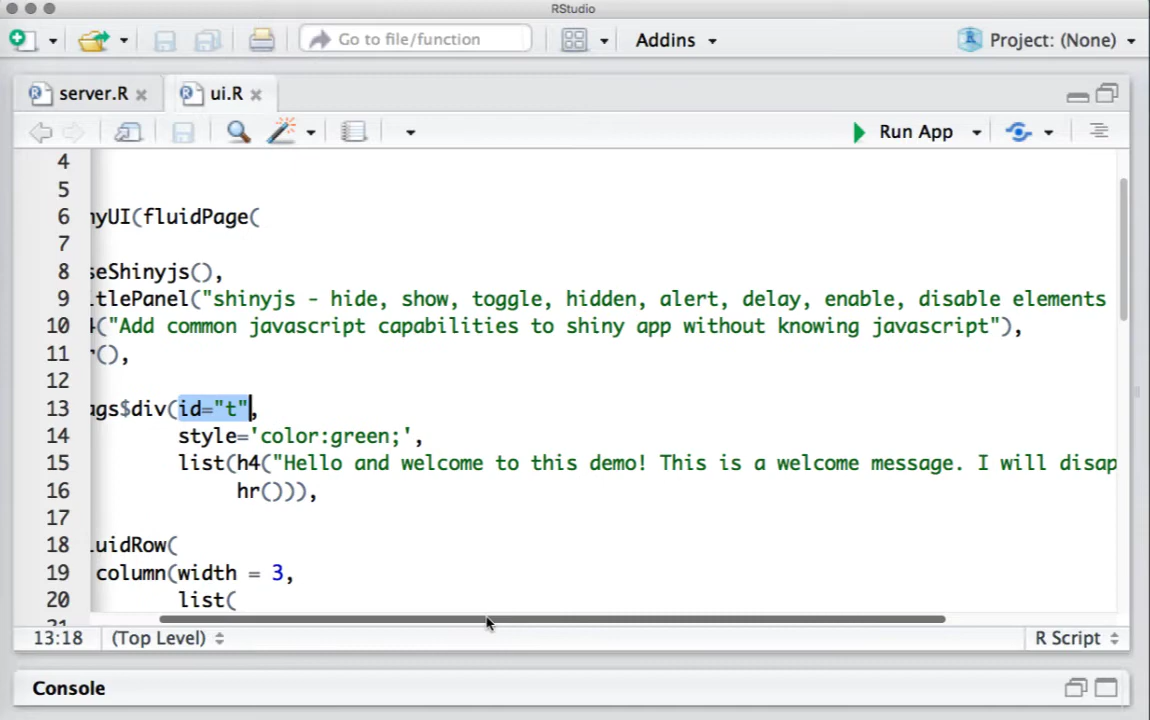 RStudio
Go to file/function
Addins
Project: (None)
server.R
ui.R
Run App
4
5
6 nyUI(fluidPage(
7
8 seShinyjs(),
9 tlePanel("shinyjs - hide, show, toggle, hidden, alert, delay, enable, disable elements
10 ("Add common javascript capabilities to shiny app without knowing javascript"),
11 r(),
12
13 ags$div(id="t",
14 style='color:green;',
15 list(h4("Hello and welcome to this demo! This is a welcome message. I will disap
16 hr())),
17
18 luidRow(
19 column(width = 3,
20 list(
21
13:18 (Top Level) R Script
Console